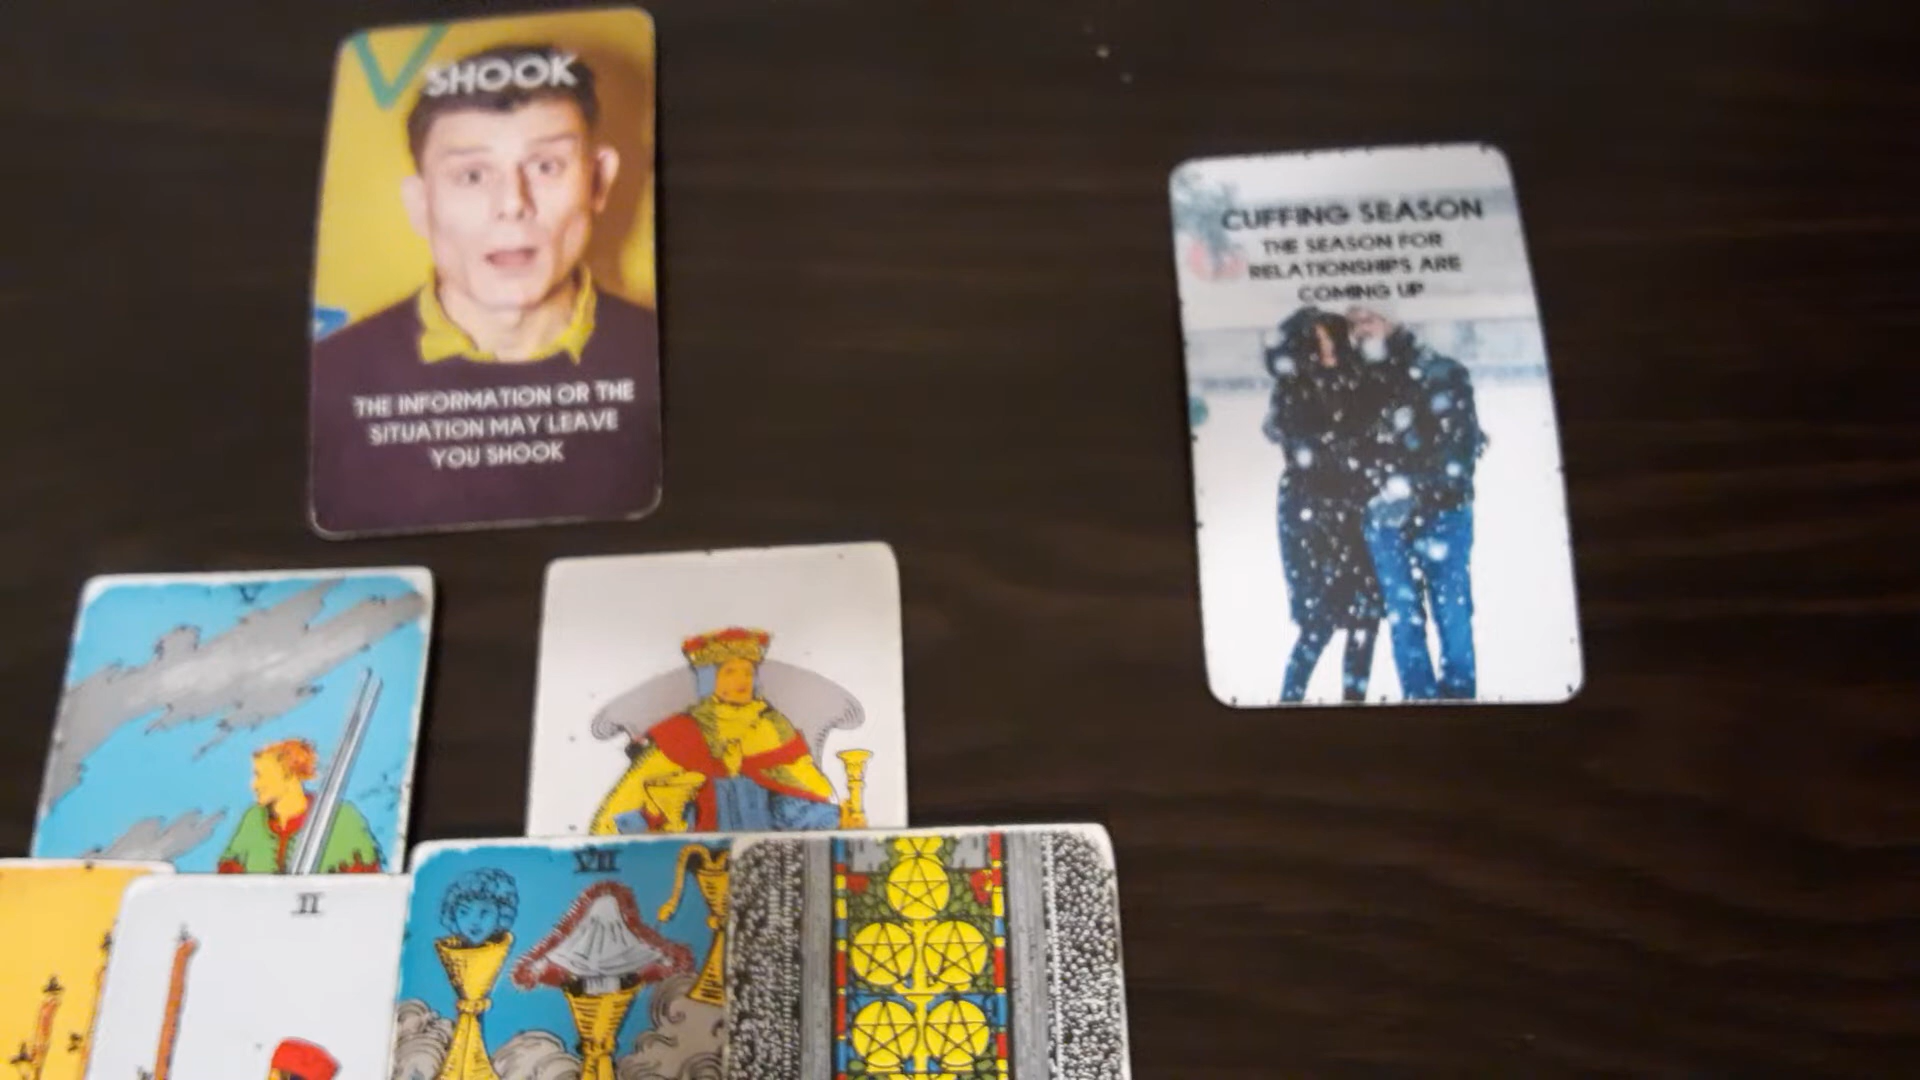 SHOOK
THE INFORMATION OR THE
SITUATION MAY LEAVE
YOU SHOOK
CUFFING SEASON
THE SEASON FOR
RELATIONSHIPS ARE
COMING UP
V
II
VII